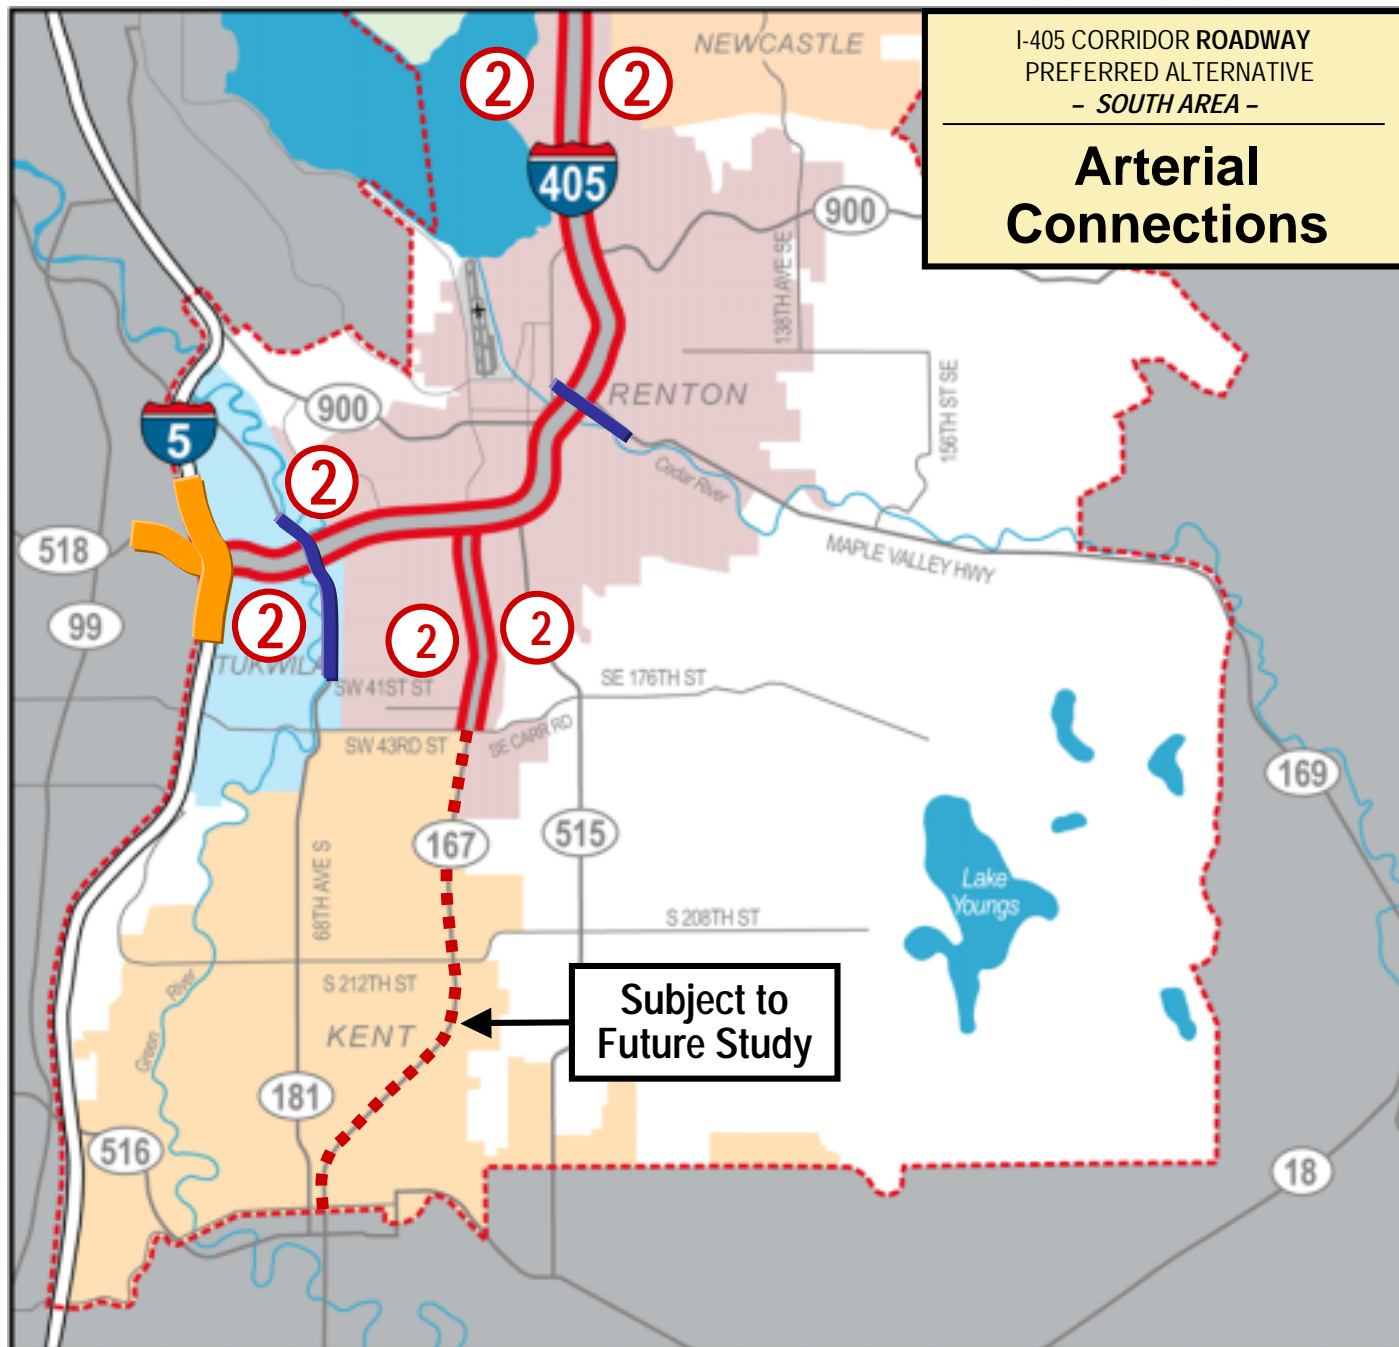 I-405 CORRIDOR ROADWAY
PREFERRED ALTERNATIVE
– SOUTH AREA –
Arterial
Connections
NEWCASTLE
2
2
405
900
138TH AVE SE
RENTON
156TH ST SE
900
5
2
Cedar River
518
MAPLE VALLEY HWY
99
2
2
2
TUKWILA
SW 41ST ST
SE 176TH ST
SW 43RD ST
SE CARR RD
169
167
515
68TH AVE S
Lake
Youngs
S 208TH ST
S 212TH ST
Green River
KENT
Subject to
Future Study
181
516
18